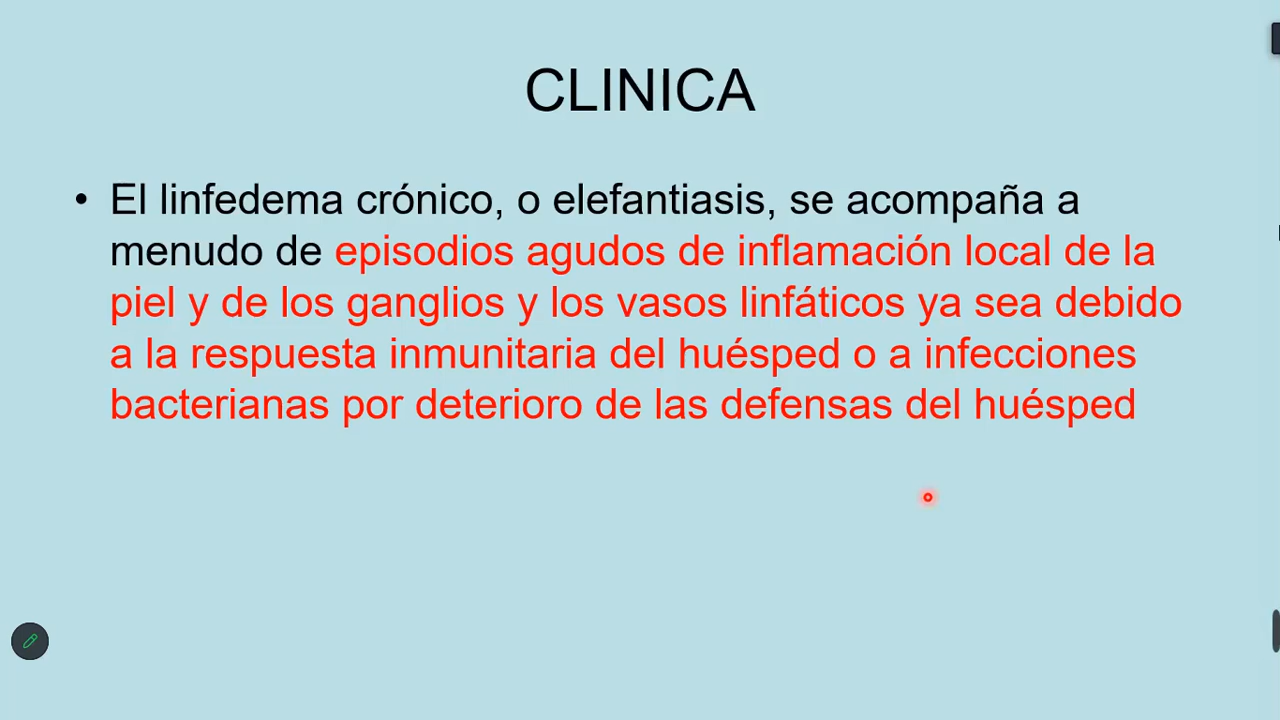 CLINICA
• El linfedema crónico, o elefantiasis, se acompaña a
menudo de episodios agudos de inflamación local de la
piel y de los ganglios y los vasos linfáticos ya sea debido
a la respuesta inmunitaria del huésped o a infecciones
bacterianas por deterioro de las defensas del huésped